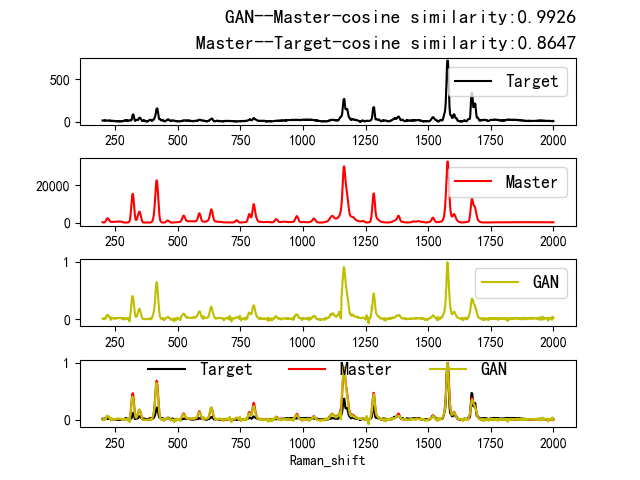 GAN--Master-cosine similarity:0.9926
Master--Target-cosine similarity:0.8647
500
0
Target
250 500 750 1000 1250 1500 1750 2000
20000
0
Master
250 500 750 1000 1250 1500 1750 2000
1
0
GAN
250 500 750 1000 1250 1500 1750 2000
1
0
Target Master GAN
250 500 750 1000 1250 1500 1750 2000
Raman_shift